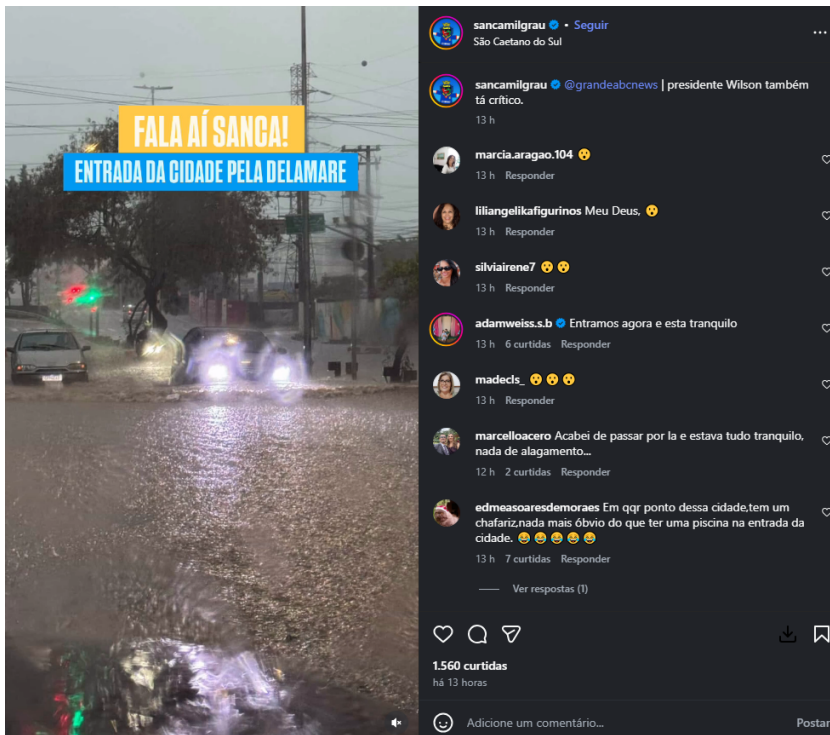 FALA AÍ SANCA!
ENTRADA DA CIDADE PELA DELAMARE
sancamilgrau • Seguir
São Caetano do Sul
sancamilgrau @grandeabcnews | presidente Wilson também
tá crítico.
13 h
marcia.aragao.104 😮
13 h Responder
liliangelikafigurinos Meu Deus, 😮
13 h Responder
silviairene7 😮😮
13 h Responder
adamweiss.s.b Entramos agora e esta tranquilo
13 h 6 curtidas Responder
madecls_ 😮😮😮
13 h Responder
marcelloacero Acabei de passar por la e estava tudo tranquilo,
nada de alagamento...
12 h 2 curtidas Responder
edmeasoaresdemoraes Em qqr ponto dessa cidade,tem um
chafariz,nada mais óbvio do que ter uma piscina na entrada da
cidade. 😂😂😂😂😂
13 h 7 curtidas Responder
Ver respostas (1)
1.560 curtidas
há 13 horas
Adicione um comentário...
Postar